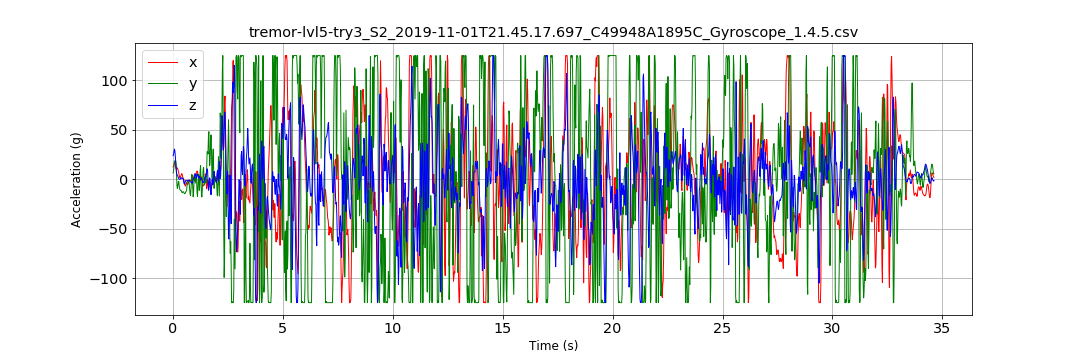 tremor-lvl5-try3_S2_2019-11-01T21.45.17.697_C49948A1895C_Gyroscope_1.4.5.csv
x
y
z
Acceleration (g)
100
50
0
−50
−100
0 5 10 15 20 25 30 35
Time (s)